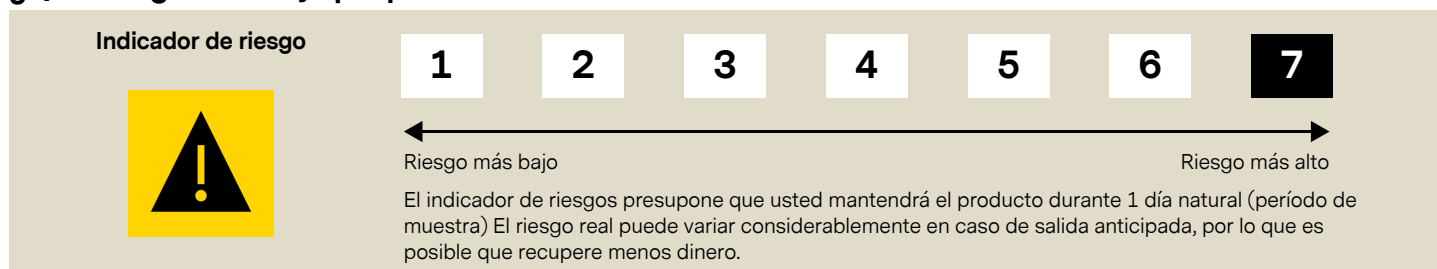 Indicador de riesgo
1 2 3 4 5 6 7
Riesgo más bajo
Riesgo más alto
El indicador de riesgos presupone que usted mantendrá el producto durante 1 día natural (período de
muestra) El riesgo real puede variar considerablemente en caso de salida anticipada, por lo que es
posible que recupere menos dinero.